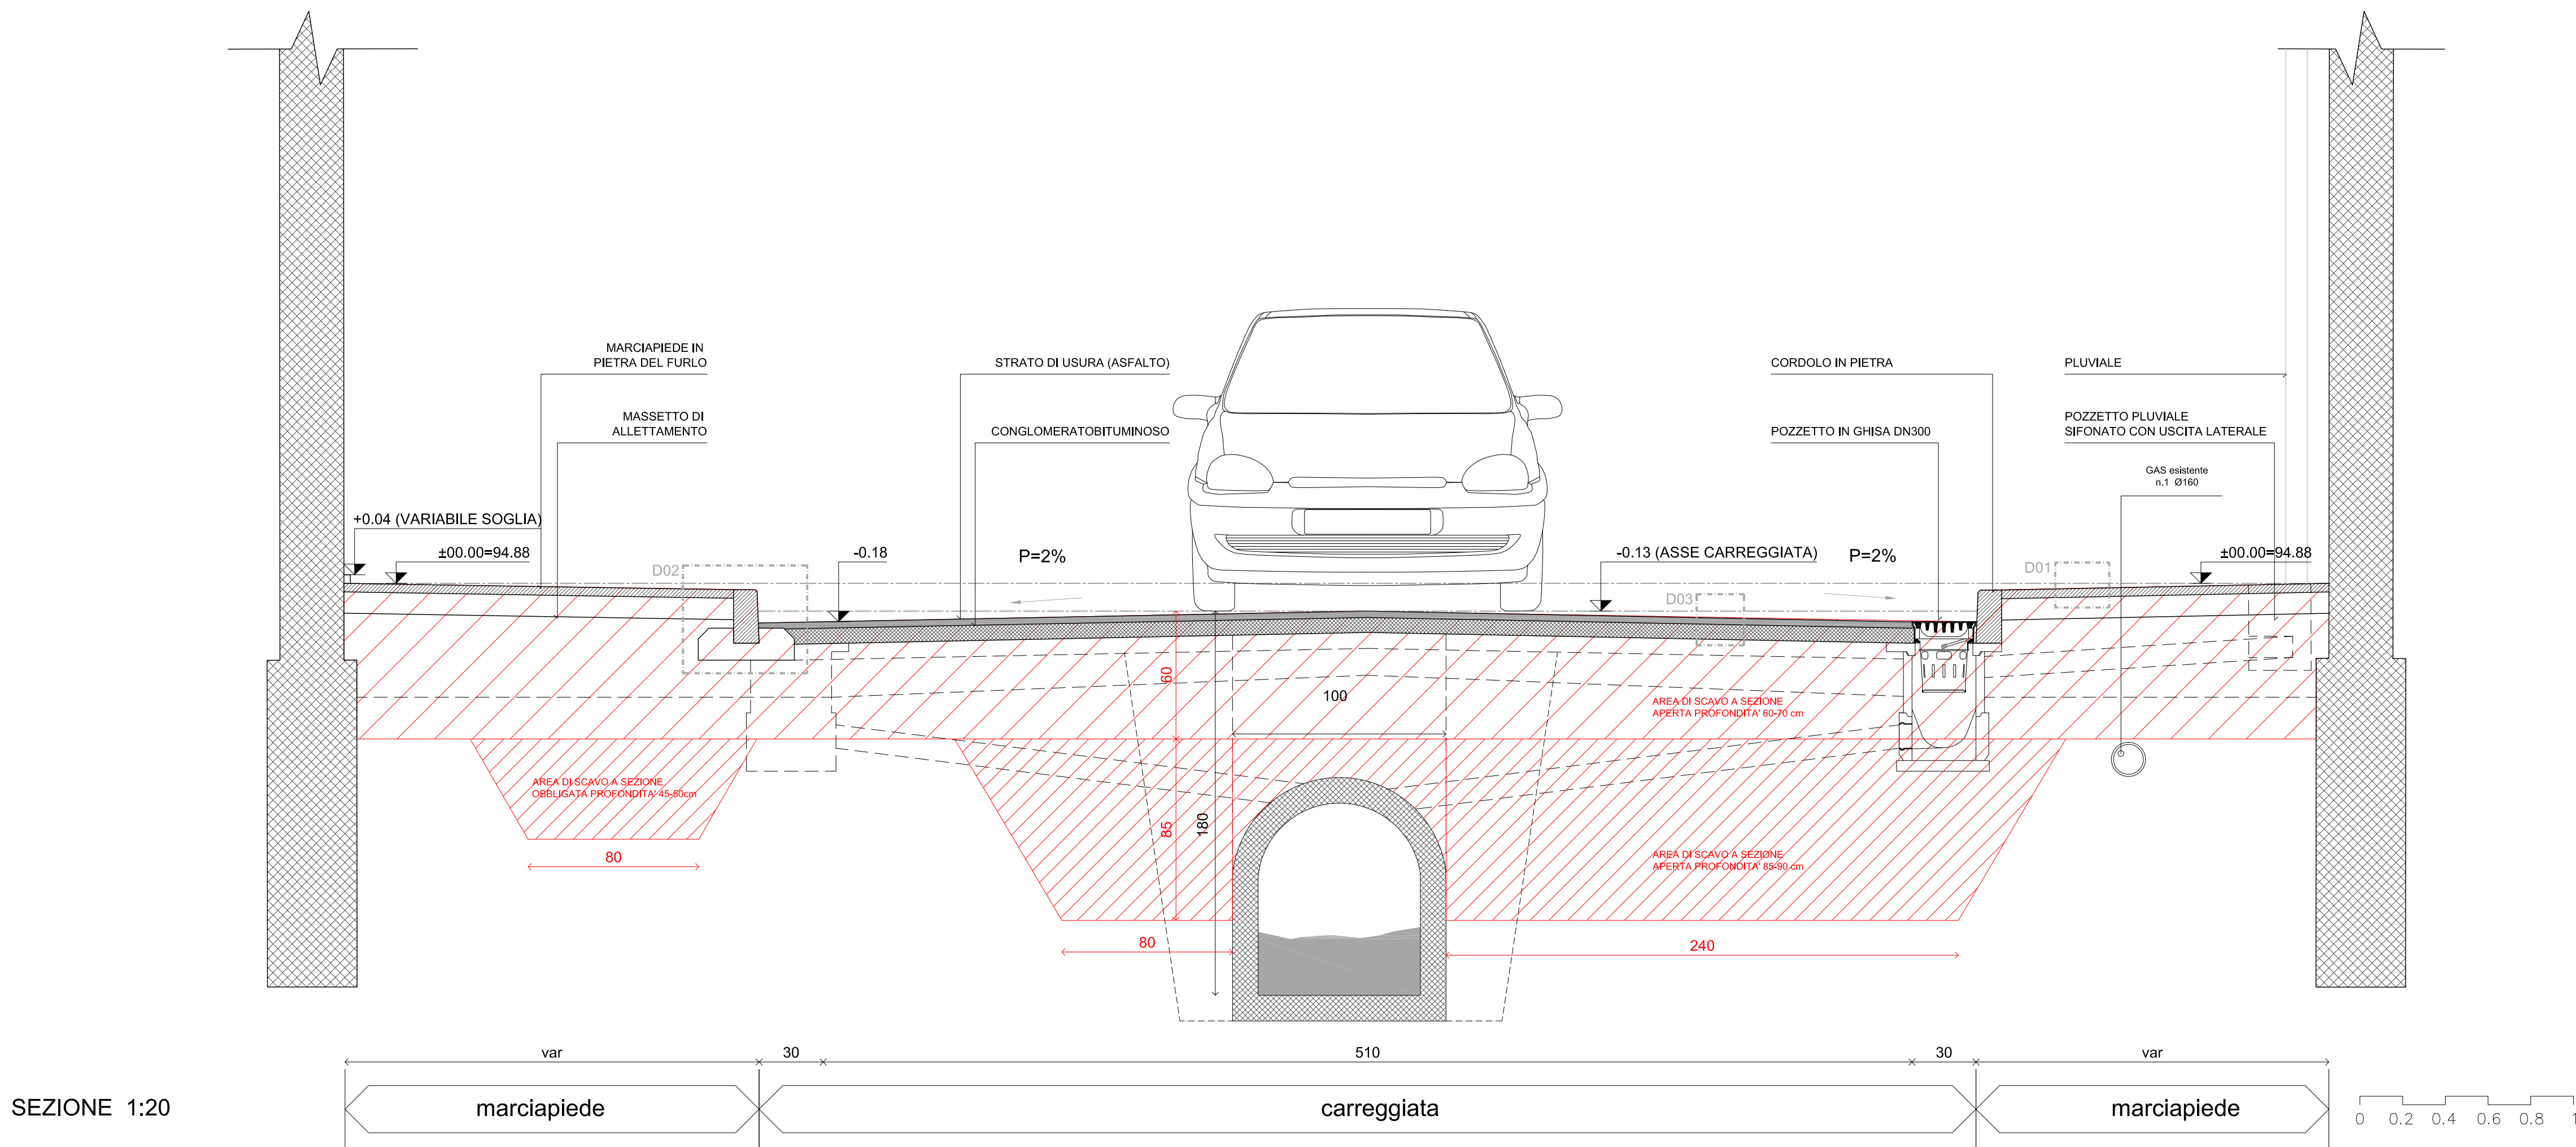 MARCIAPIEDE IN
PIETRA DEL FURLO
STRATO DI USURA (ASFALTO)
CORDOLO IN PIETRA
PLUVIALE
MASSETTO DI
ALLETTAMENTO
CONGLOMERATOBITUMINOSO
POZZETTO IN GHISA DN300
POZZETTO PLUVIALE
SIFONATO CON USCITA LATERALE
GAS esistente
n.1 Ø160
+0.04 (VARIABILE SOGLIA)
±00.00=94.88
-0.18
P=2%
-0.13 (ASSE CARREGGIATA)
P=2%
±00.00=94.88
D02
D03
D01
60
100
AREA DI SCAVO A SEZIONE
APERTA PROFONDITA' 60-70 cm
AREA DI SCAVO A SEZIONE
OBBLIGATA PROFONDITA' 45-50cm
85
180
AREA DI SCAVO A SEZIONE
APERTA PROFONDITA' 85-90 cm
80
80
240
var
30
510
30
var
SEZIONE 1:20
marciapiede
carreggiata
marciapiede
0 0.2 0.4 0.6 0.8 1